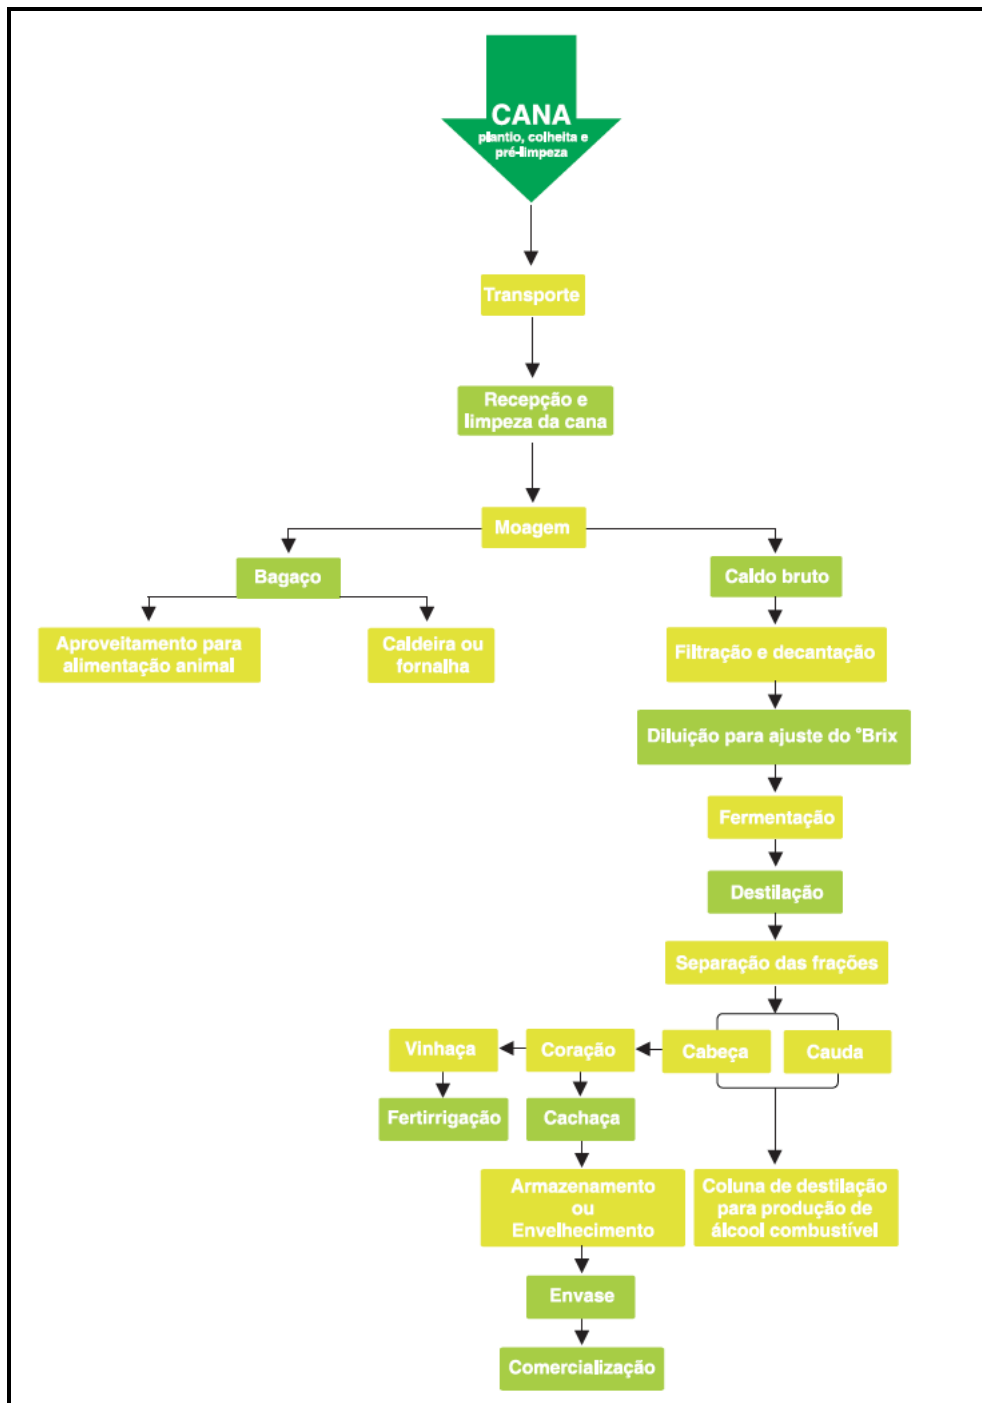 CANA
plantio, colheita e
pré-limpeza
Transporte
Recepção e
limpeza da cana
Moagem
Bagaço
Caldo bruto
Aproveitamento para
alimentação animal
Caldeira ou
fornalha
Filtração e decantação
Diluição para ajuste do °Brix
Fermentação
Destilação
Separação das frações
Vinhaça
Coração
Cabeça
Cauda
Fertirrigação
Cachaça
Armazenamento
ou
Envelhecimento
Coluna de destilação
para produção de
álcool combustível
Envase
Comercialização